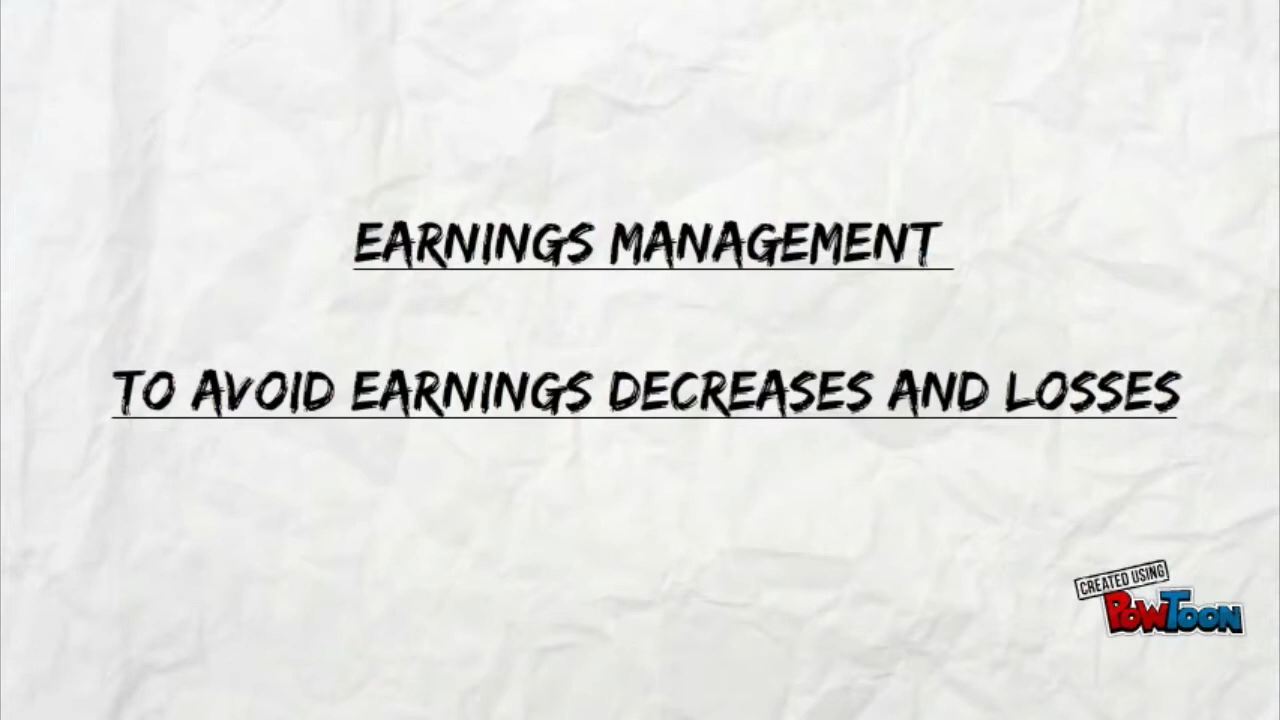 EARNINGS MANAGEMENT
TO AVOID EARNINGS DECREASES AND LOSSES
CREATED USING
POWTOON